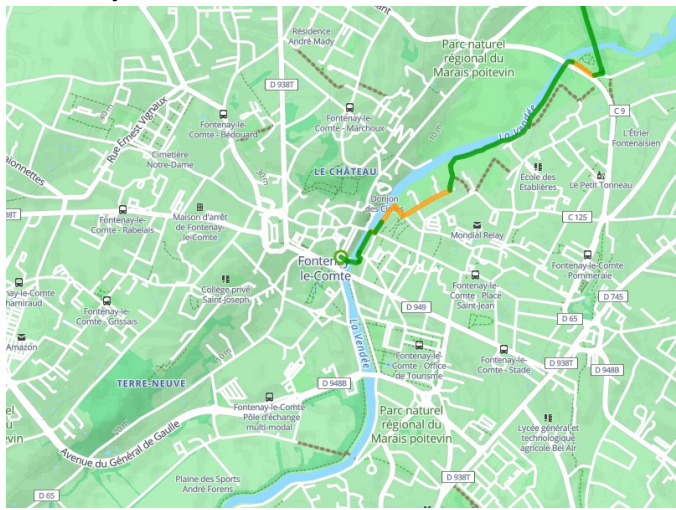 Résidence
André Mady
Parc naturel
régional du
Marais poitevin
D 938T
Rue Ernest Vignaux
40 m
Fontenay-le-
Comte - Bédouard
Fontenay-le-
Comte - Marchoux
10 m
La Vendée
C 9
L'Étrier
Fontenaisien
Cimetière
Notre-Dame
30 m
LE CHÂTEAU
École des
Établières
Le Petit Tonneau
Donjon
Fontenay-le-
Comte - Rabelais
Maison d'arrêt
de Fontenay
-le-Comte
C 125
Mondial Relay
Fontenay
le-Comte
Fontenay-le-Comte
Pommeraie
Collège privé
Saint-Joseph
Fontenay-le-
Comte - Place
Saint-Jean
D 745
Fontenay-le-
Comte - Grissais
D 949
D 65
Amazon
10 m
La Vendée
Fontenay-le-
Comte - Office
de Tourisme
Fontenay-le-
Comte - Stade
D 938T
D 948B
TERRE-NEUVE
D 948B
Fontenay-le-Comte
Pôle d'échange
multi-modal
Parc naturel
régional du
Marais poitevin
Lycée général et
technologique
agricole Bel Air
Avenue du Général de Gaulle
Plaine des Sports
André Forens
D 938T
D 65